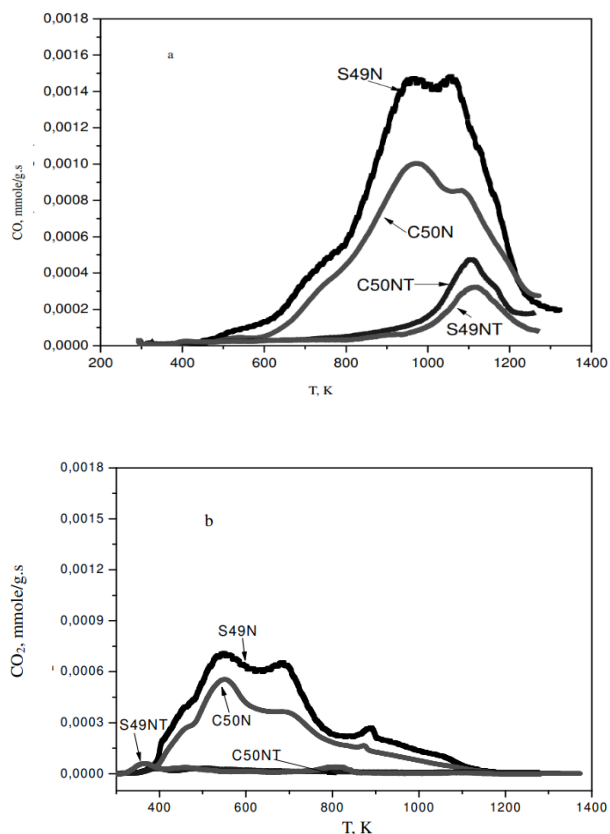 0,0018
0,0016
a
0,0014
S49N
0,0012
0,0010
CO, mmole/g.s
0,0008
C50N
0,0006
0,0004
C50NT
0,0002
S49NT
0,0000
200 400 600 800 1000 1200 1400
T, K
0,0018
b
0,0015
0,0012
CO₂, mmole/g.s
0,0009
S49N
0,0006
S49NT
C50N
0,0003
C50NT
0,0000
400 600 800 1000 1200 1400
T, K